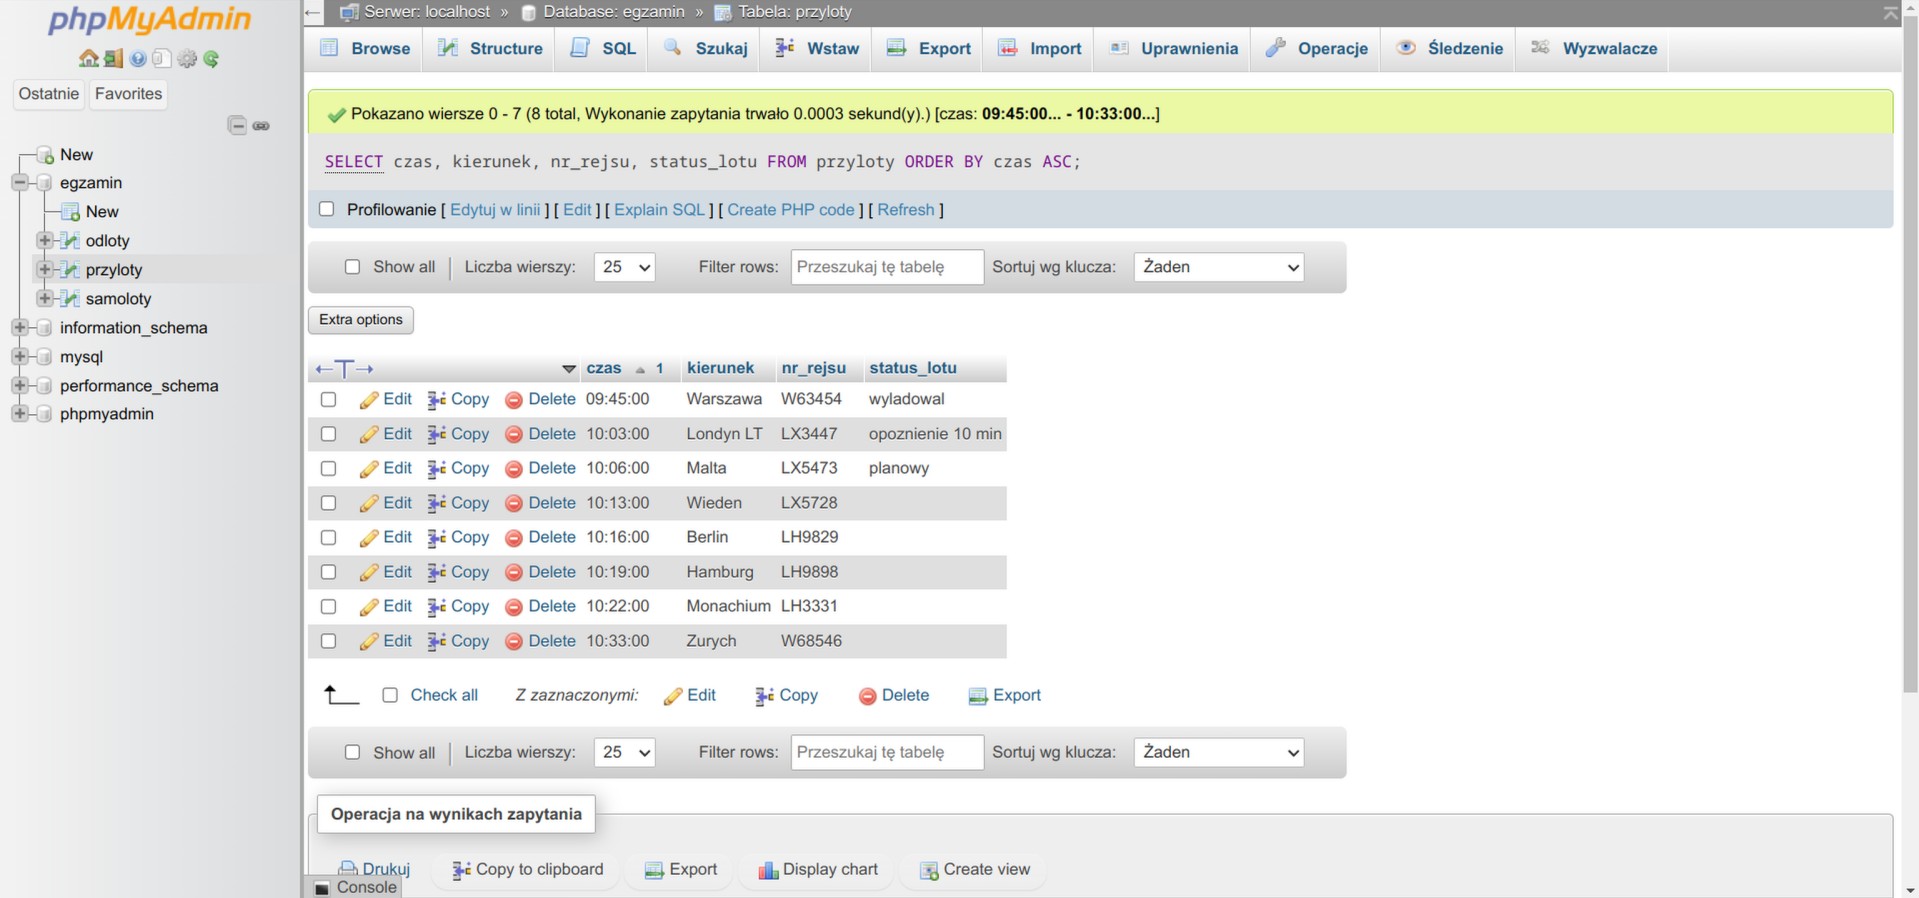 phpMyAdmin
Ostatnie Favorites
New
egzamin
New
odloty
przyloty
samoloty
information_schema
mysql
performance_schema
phpmyadmin
Serwer: localhost » Database: egzamin » Tabela: przyloty
Browse Structure SQL Szukaj Wstaw Export Import Uprawnienia Operacje Śledzenie Wyzwalacze
Pokazano wiersze 0 - 7 (8 total, Wykonanie zapytania trwało 0.0003 sekund(y).) [czas: 09:45:00... - 10:33:00...]
SELECT czas, kierunek, nr_rejsu, status_lotu FROM przyloty ORDER BY czas ASC;
Profilowanie [ Edytuj w linii ] [ Edit ] [ Explain SQL ] [ Create PHP code ] [ Refresh ]
Show all | Liczba wierszy: 25 Filter rows: Przeszukaj tę tabelę Sortuj wg klucza: Żaden
Extra options
←T→ czas 1 kierunek nr_rejsu status_lotu
Edit Copy Delete 09:45:00 Warszawa W63454 wyladowal
Edit Copy Delete 10:03:00 Londyn LT LX3447 opoznienie 10 min
Edit Copy Delete 10:06:00 Malta LX5473 planowy
Edit Copy Delete 10:13:00 Wieden LX5728
Edit Copy Delete 10:16:00 Berlin LH9829
Edit Copy Delete 10:19:00 Hamburg LH9898
Edit Copy Delete 10:22:00 Monachium LH3331
Edit Copy Delete 10:33:00 Zurych W68546
Check all Z zaznaczonymi: Edit Copy Delete Export
Show all | Liczba wierszy: 25 Filter rows: Przeszukaj tę tabelę Sortuj wg klucza: Żaden
Operacja na wynikach zapytania
Drukuj Copy to clipboard Export Display chart Create view
Console